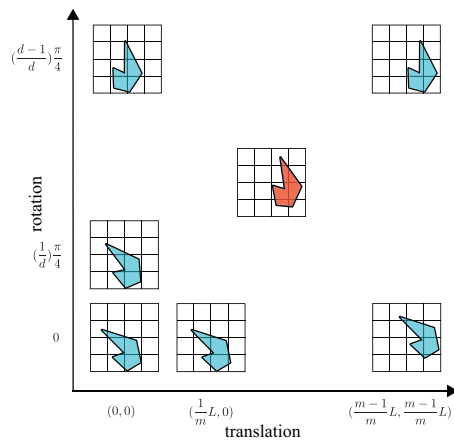 (\frac{d-1}{d})\frac{\pi}{4}
rotation
(\frac{1}{d})\frac{\pi}{4}
0
(0, 0)
(\frac{1}{m}L, 0)
(\frac{m-1}{m}L, \frac{m-1}{m}L)
translation